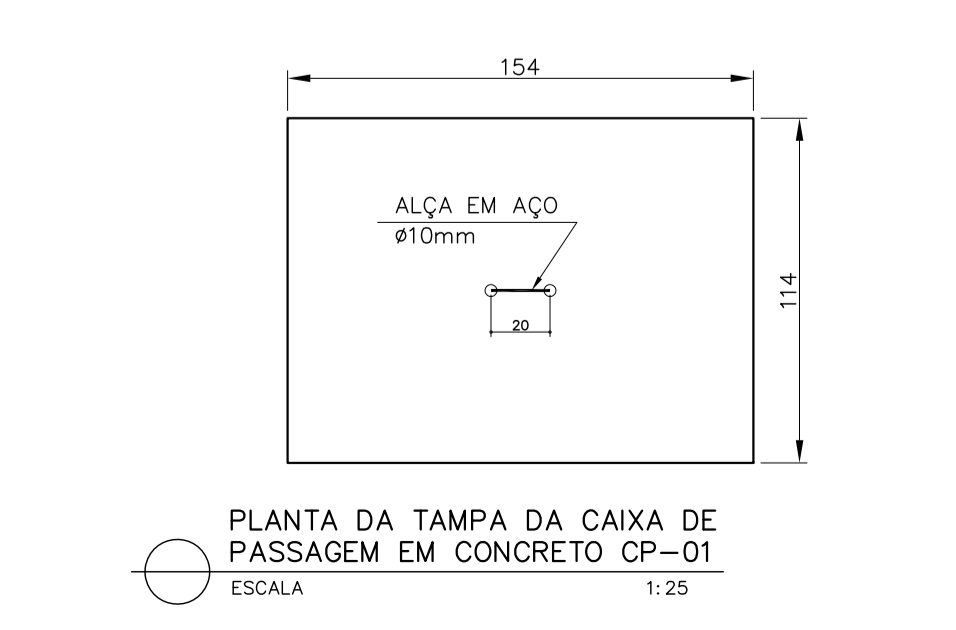 154
ALÇA EM AÇO
ø10mm
114
20
PLANTA DA TAMPA DA CAIXA DE
PASSAGEM EM CONCRETO CP-01
ESCALA 1:25